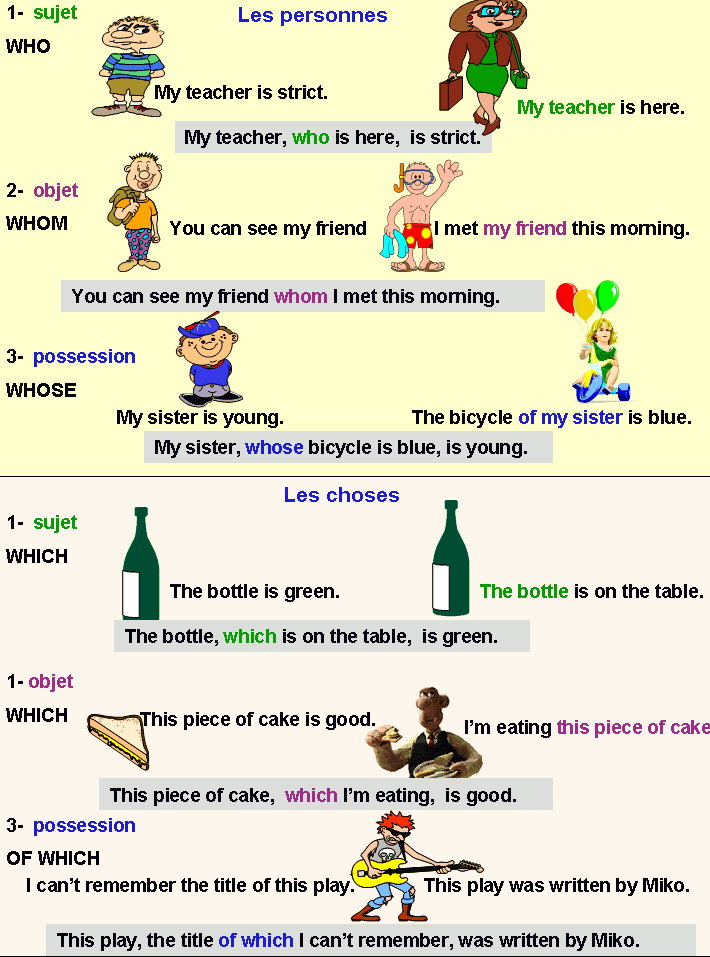 1- sujet
Les personnes
WHO
My teacher is strict.
My teacher is here.
My teacher, who is here, is strict.
2- objet
WHOM
You can see my friend
I met my friend this morning.
You can see my friend whom I met this morning.
3- possession
WHOSE
My sister is young.
The bicycle of my sister is blue.
My sister, whose bicycle is blue, is young.
Les choses
1- sujet
WHICH
The bottle is green.
The bottle is on the table.
The bottle, which is on the table, is green.
1- objet
WHICH
This piece of cake is good.
I'm eating this piece of cake
This piece of cake, which I'm eating, is good.
3- possession
OF WHICH
I can't remember the title of this play.
This play was written by Miko.
This play, the title of which I can't remember, was written by Miko.